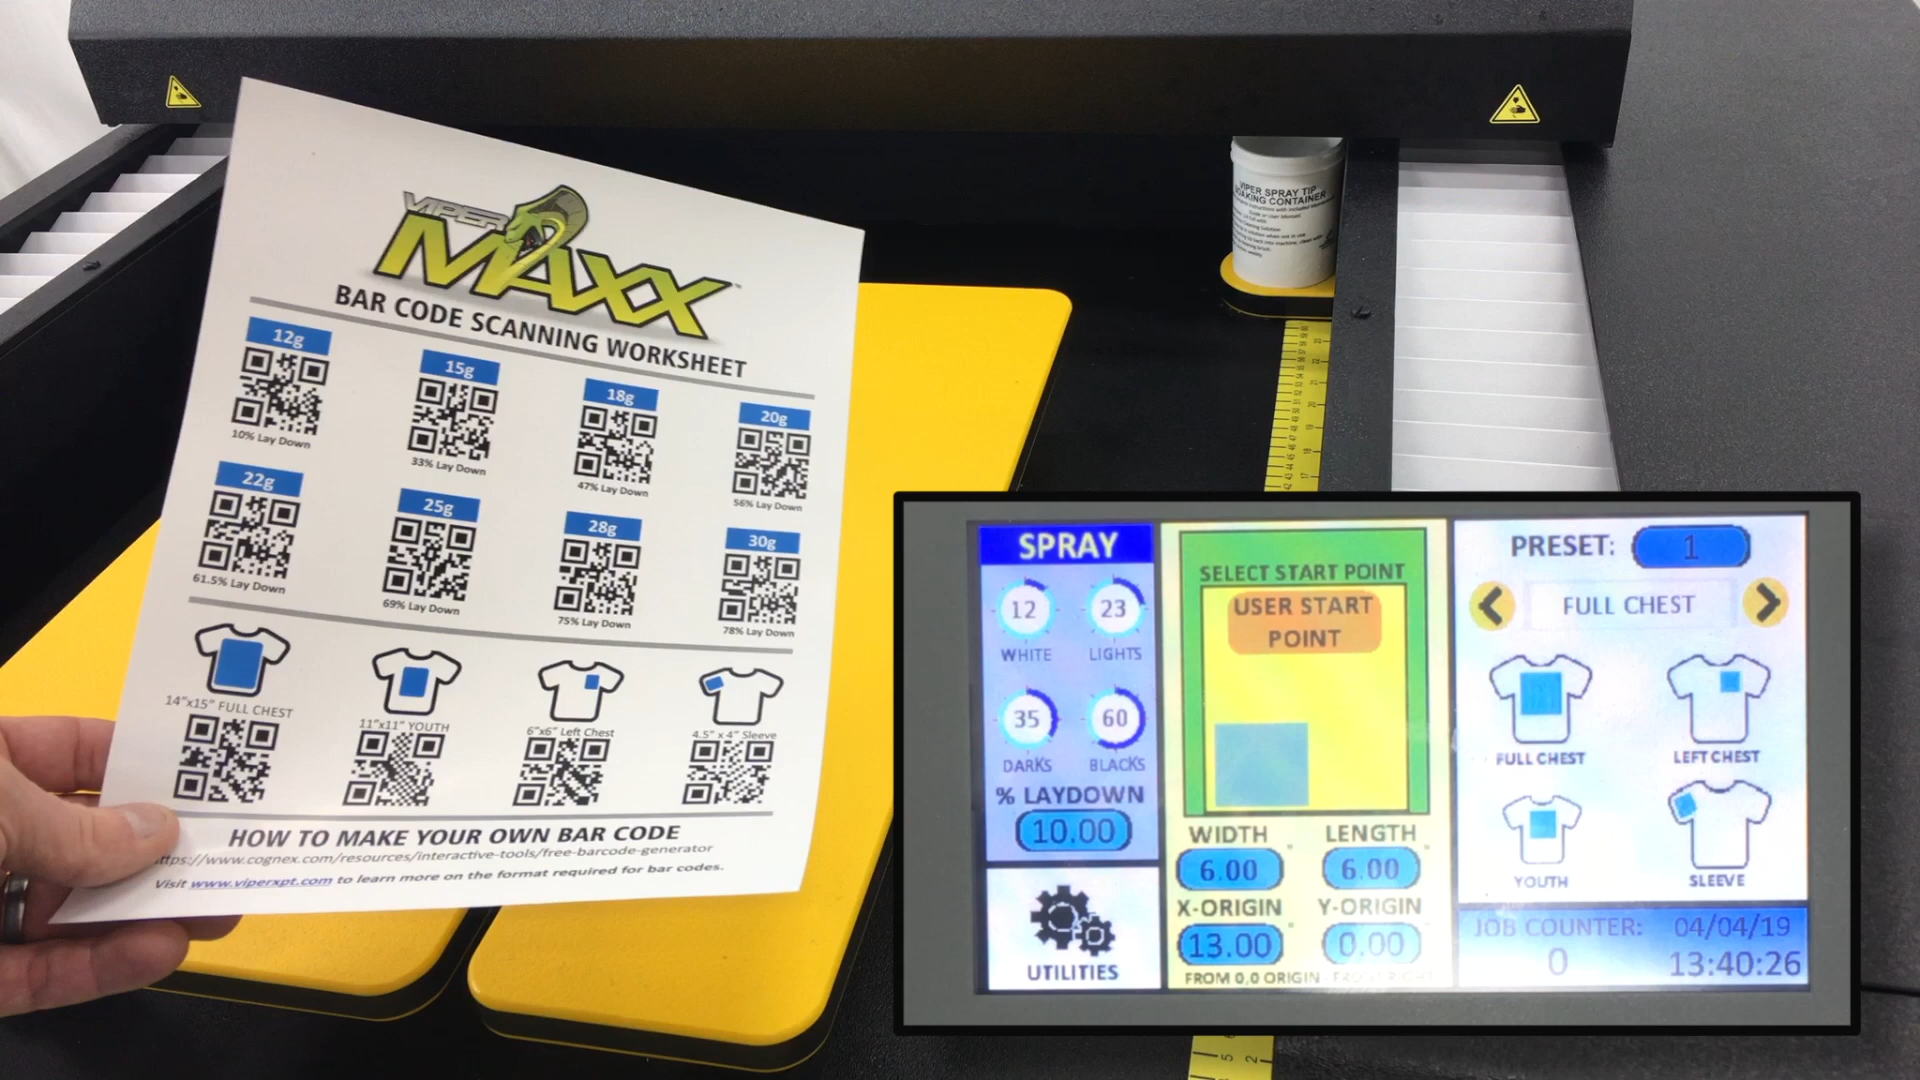 VIPER
MAXX
BAR CODE SCANNING WORKSHEET
12g
15g
18g
20g
10% Lay Down
33% Lay Down
47% Lay Down
56% Lay Down
22g
25g
28g
30g
61.5% Lay Down
69% Lay Down
75% Lay Down
78% Lay Down
14"x15" FULL CHEST
11"x11" YOUTH
6"x6" Left Chest
4.5" x 4" Sleeve
HOW TO MAKE YOUR OWN BAR CODE
ttps://www.cognex.com/resources/interactive-tools/free-barcode-generator
Visit www.viperxpt.com to learn more on the format required for bar codes.
VIPER SPRAY TIP
SOAKING CONTAINER
SPRAY
12
23
WHITE
LIGHTS
35
60
DARKS
BLACKS
% LAYDOWN
10.00
UTILITIES
SELECT START POINT
USER START
POINT
WIDTH
LENGTH
6.00
6.00
X-ORIGIN
Y-ORIGIN
13.00
0.00
FROM 0,0 ORIGIN - FRONT RIGHT
PRESET: 1
FULL CHEST
FULL CHEST
LEFT CHEST
YOUTH
SLEEVE
JOB COUNTER:
04/04/19
0
13:40:26